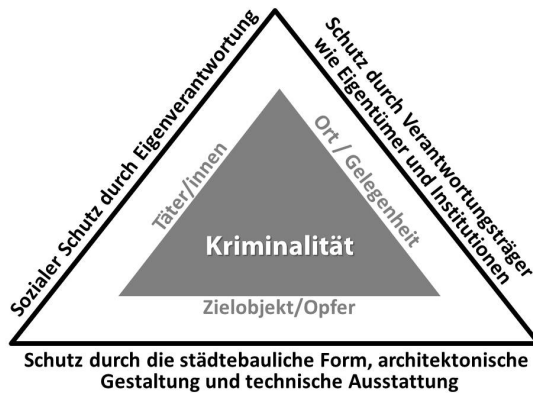 Sozialer Schutz durch Eigenverantwortung
Schutz durch Verantwortungsträger
wie Eigentümer und Institutionen
Täter/innen
Ort / Gelegenheit
Kriminalität
Zielobjekt/Opfer
Schutz durch die städtebauliche Form, architektonische
Gestaltung und technische Ausstattung